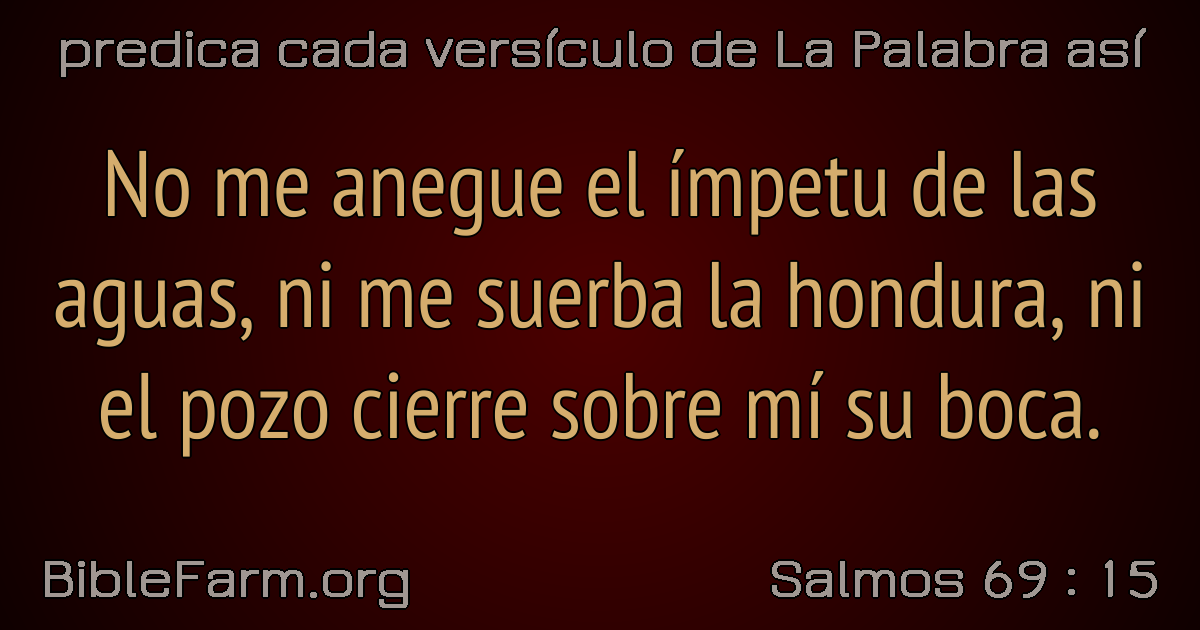 predica cada versículo de La Palabra así
No me anegue el ímpetu de las
aguas, ni me suerba la hondura, ni
el pozo cierre sobre mí su boca.
BibleFarm.org
Salmos 69 : 15